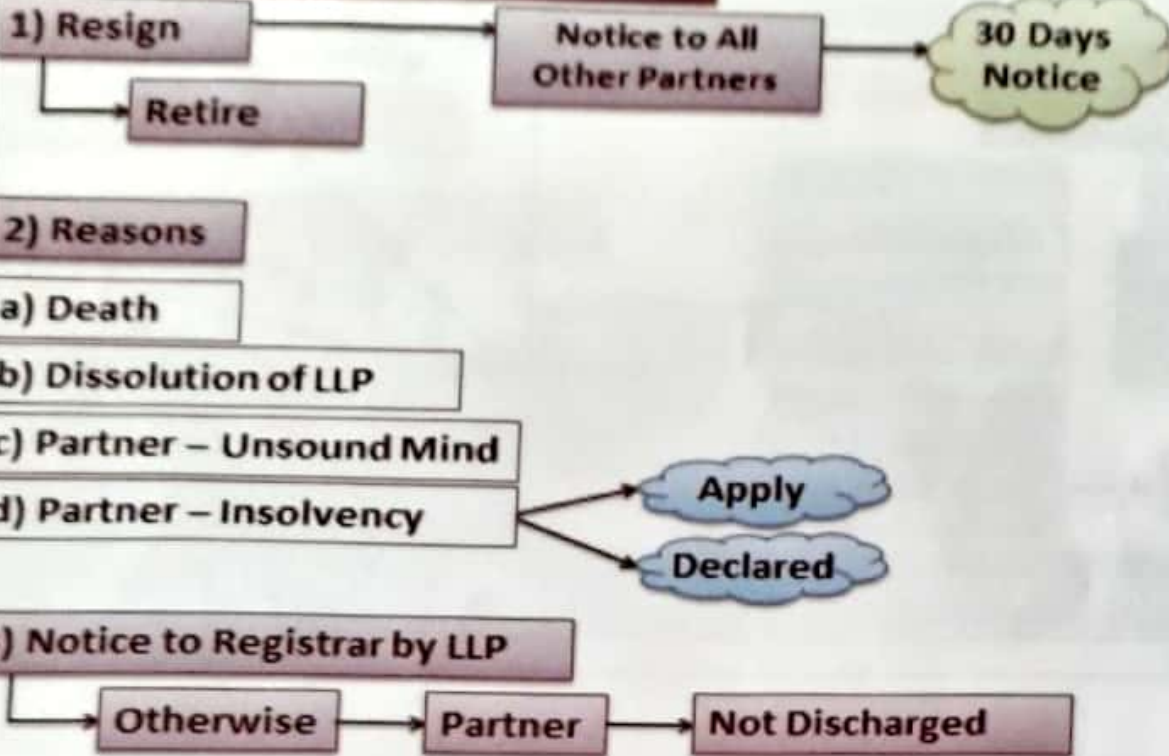 1) Resign
Notice to All
Other Partners
30 Days
Notice
Retire
2) Reasons
a) Death
b) Dissolution of LLP
c) Partner – Unsound Mind
d) Partner – Insolvency
Apply
Declared
) Notice to Registrar by LLP
Otherwise
Partner
Not Discharged